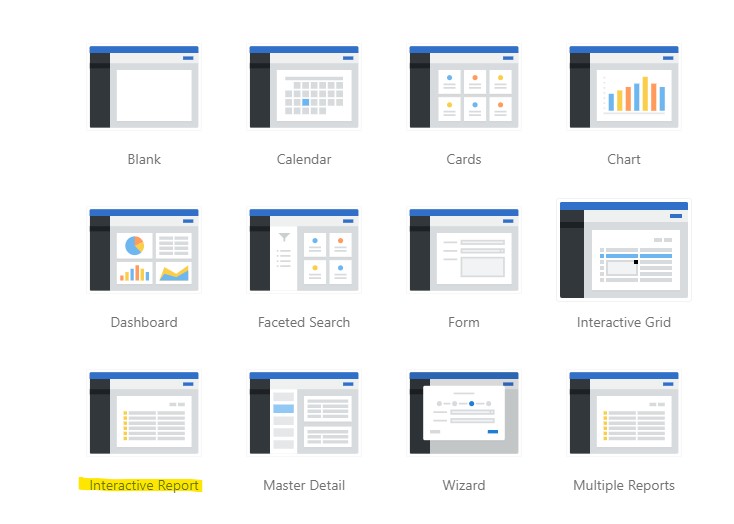 Blank
Calendar
Cards
Chart
Dashboard
Faceted Search
Form
Interactive Grid
Interactive Report
Master Detail
Wizard
Multiple Reports